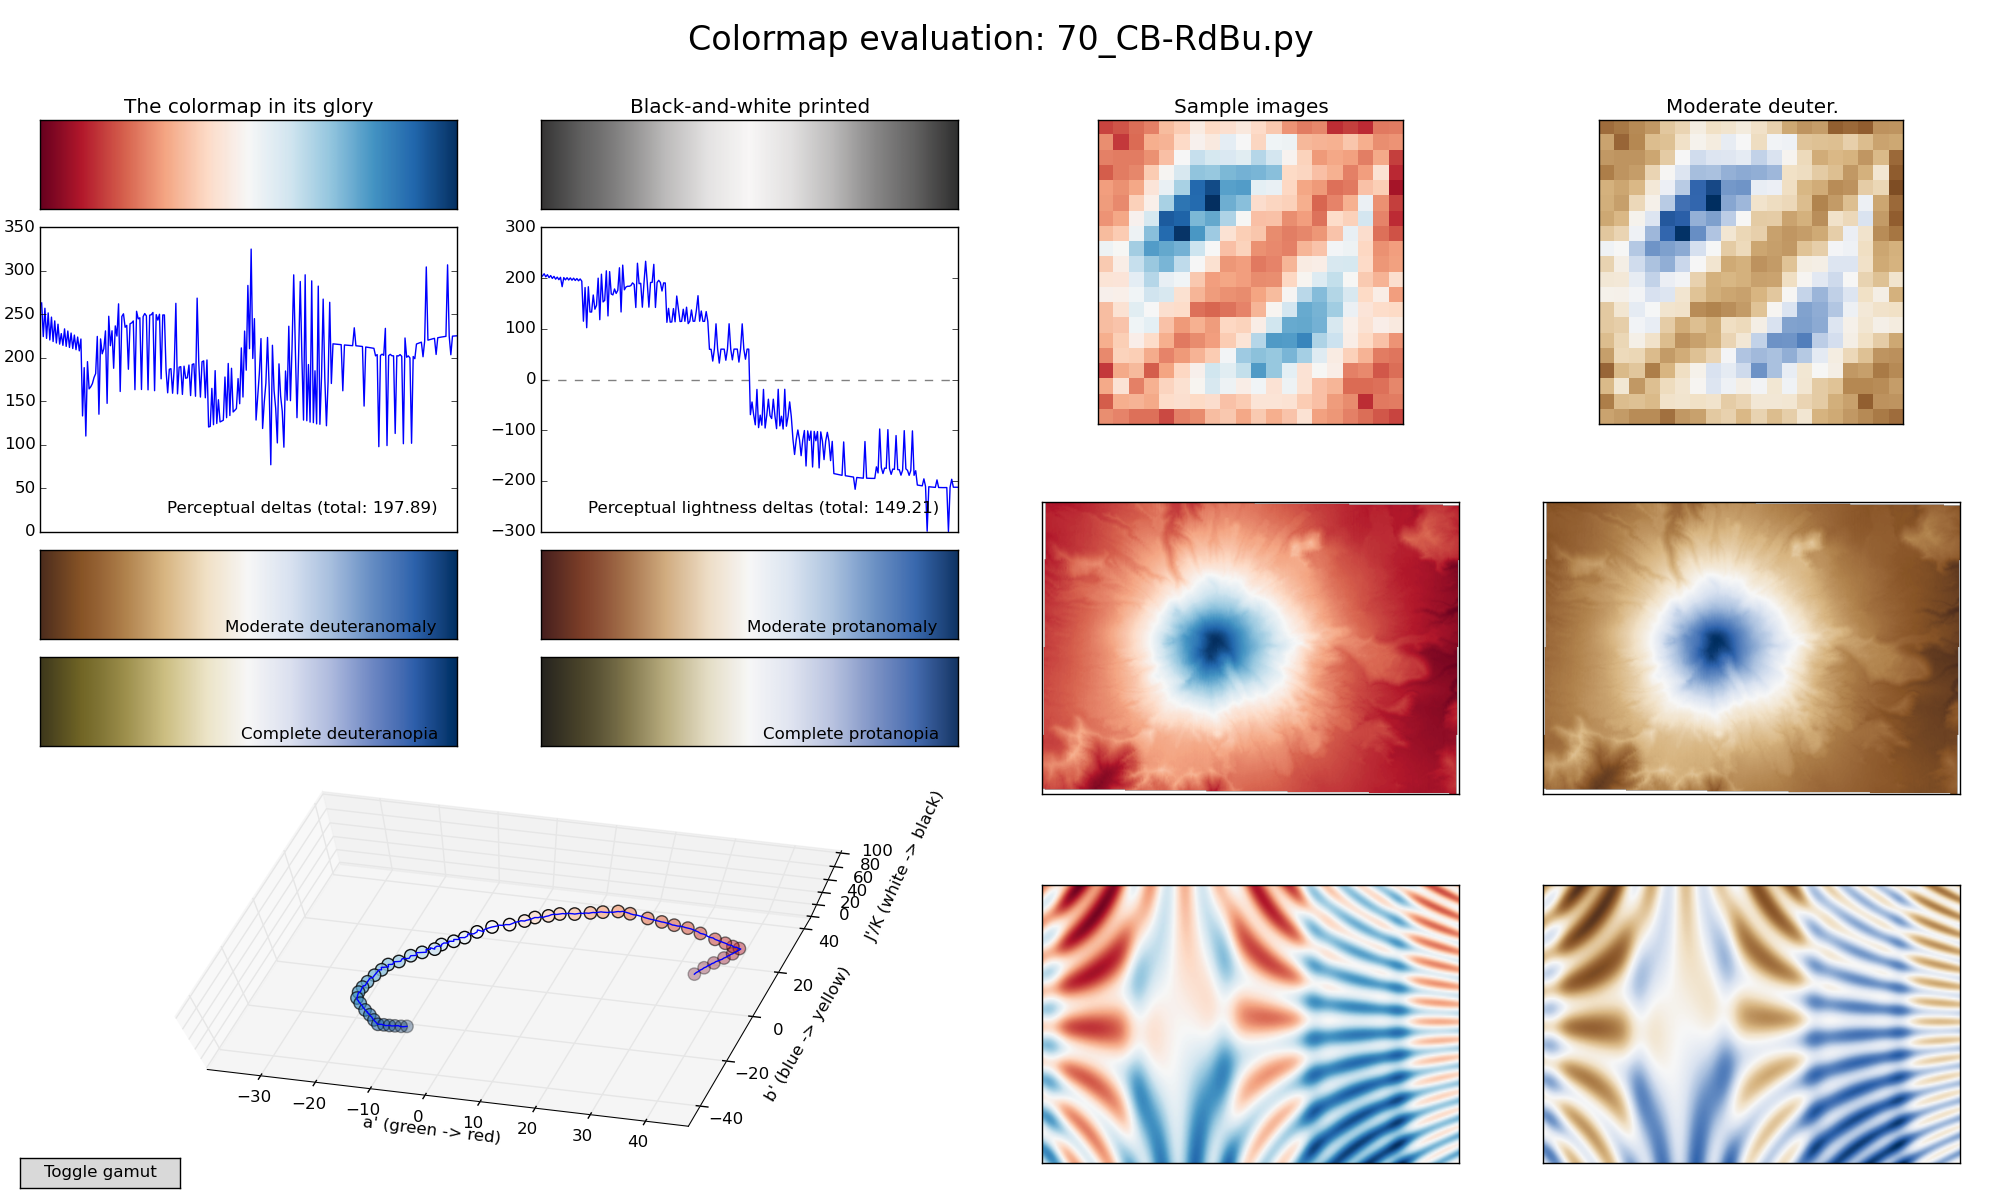 Colormap evaluation: 70_CB-RdBu.py
The colormap in its glory
Black-and-white printed
Sample images
Moderate deuter.
350
300
250
200
150
100
50
0
Perceptual deltas (total: 197.89)
300
200
100
0
−100
−200
−300
Perceptual lightness deltas (total: 149.21)
Moderate deuteranomaly
Moderate protanomaly
Complete deuteranopia
Complete protanopia
−30
−20
−10
0
10
20
30
40
a' (green -> red)
−40
−20
0
20
40
b' (blue -> yellow)
0
20
40
60
80
100
J'/K (white -> black)
Toggle gamut